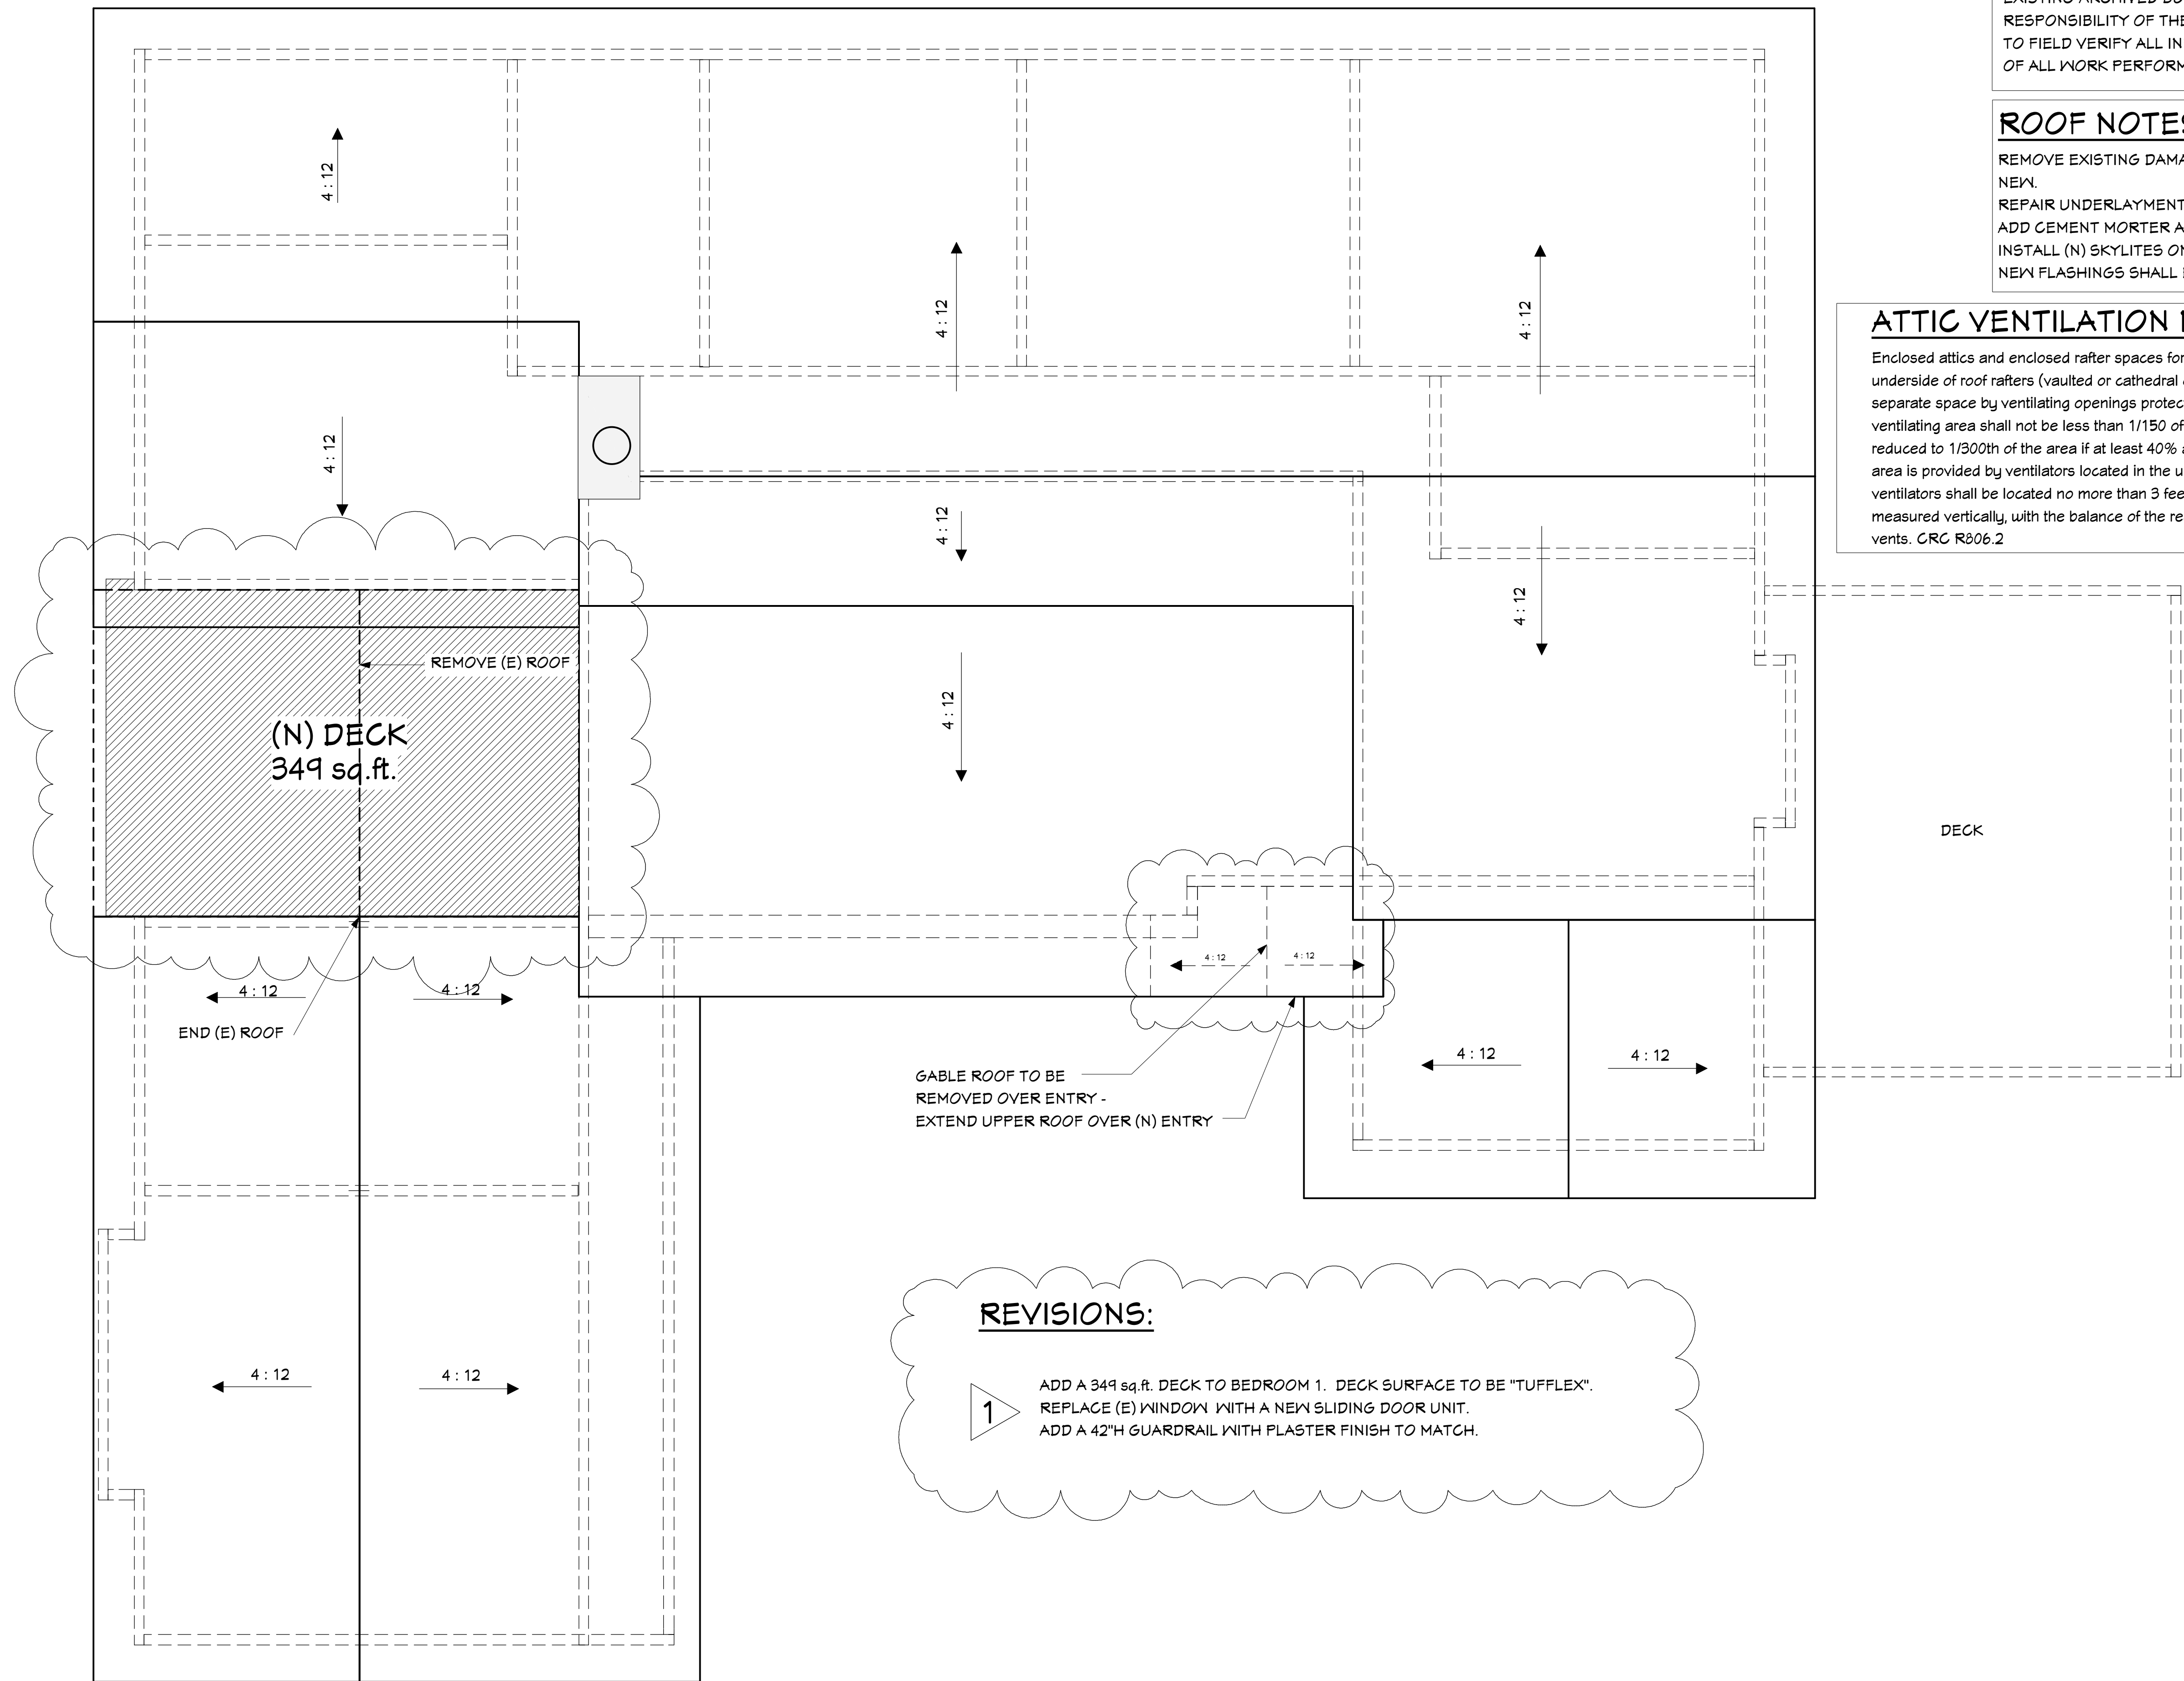 RESPONSIBILITY OF THE
TO FIELD VERIFY ALL IN
OF ALL WORK PERFORM
ROOF NOTES
REMOVE EXISTING DAMA
NEW.
REPAIR UNDERLAYMENT
ADD CEMENT MORTER A
INSTALL (N) SKYLITES ON
NEW FLASHINGS SHALL
ATTIC VENTILATION
Enclosed attics and enclosed rafter spaces for
underside of roof rafters (vaulted or cathedral
separate space by ventilating openings protec
ventilating area shall not be less than 1/150 of
reduced to 1/300th of the area if at least 40%
area is provided by ventilators located in the u
ventilators shall be located no more than 3 fee
measured vertically, with the balance of the re
vents. CRC R806.2
4 : 12
4 : 12
4 : 12
4 : 12
4 : 12
4 : 12
4 : 12
REMOVE (E) ROOF
(N) DECK
349 sq.ft.
DECK
4 : 12
4 : 12
4 : 12
4 : 12
END (E) ROOF
GABLE ROOF TO BE
REMOVED OVER ENTRY -
EXTEND UPPER ROOF OVER (N) ENTRY
4 : 12
4 : 12
4 : 12
4 : 12
REVISIONS:
1
ADD A 349 sq.ft. DECK TO BEDROOM 1. DECK SURFACE TO BE "TUFFLEX".
REPLACE (E) WINDOW WITH A NEW SLIDING DOOR UNIT.
ADD A 42"H GUARDRAIL WITH PLASTER FINISH TO MATCH.